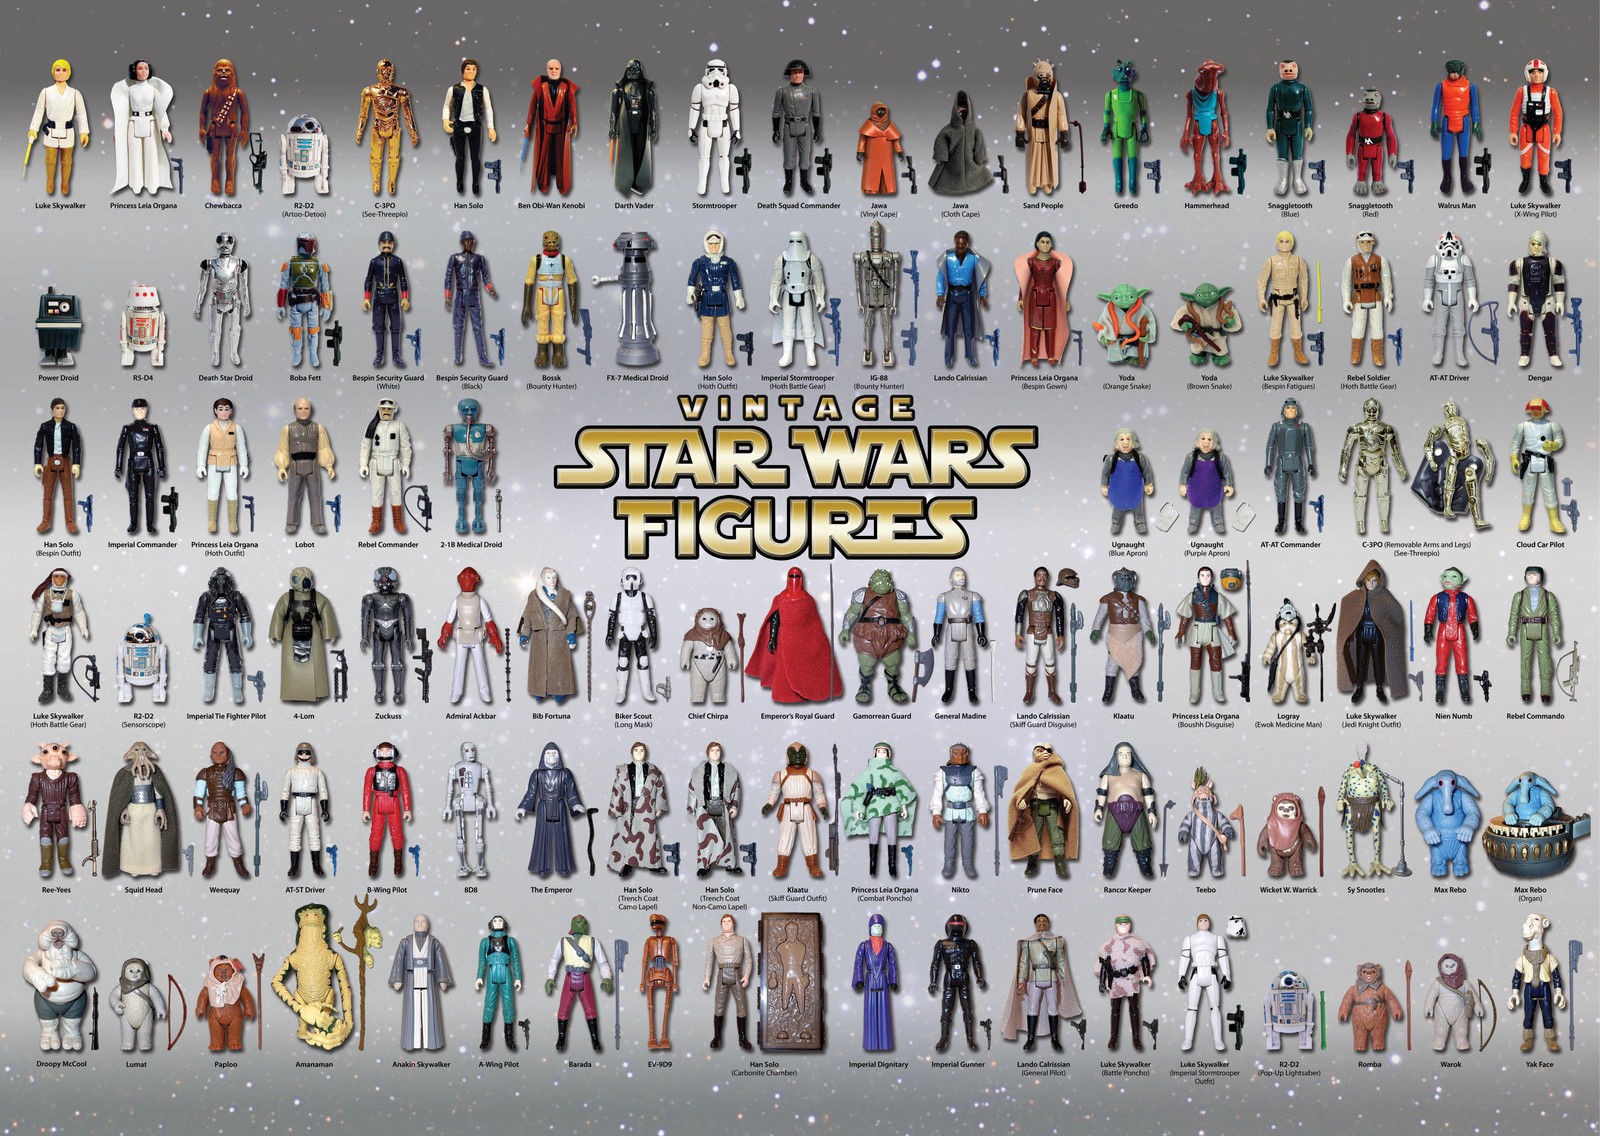 Luke Skywalker
Princess Leia Organa
Chewbacca
R2-D2
(Artoo-Detoo)
C-3PO
(See-Threepio)
Han Solo
Ben Obi-Wan Kenobi
Darth Vader
Stormtrooper
Death Squad Commander
Jawa
(Vinyl Cape)
Jawa
(Cloth Cape)
Sand People
Greedo
Hammerhead
Snaggletooth
(Blue)
Snaggletooth
(Red)
Walrus Man
Luke Skywalker
(X-Wing Pilot)
Power Droid
R5-D4
Death Star Droid
Boba Fett
Bespin Security Guard
(White)
Bespin Security Guard
(Black)
Bossk
(Bounty Hunter)
FX-7 Medical Droid
Han Solo
(Hoth Outfit)
Imperial Stormtrooper
(Hoth Battle Gear)
IG-88
(Bounty Hunter)
Lando Calrissian
Princess Leia Organa
(Bespin Gown)
Yoda
(Orange Snake)
Yoda
(Brown Snake)
Luke Skywalker
(Bespin Fatigues)
Rebel Soldier
(Hoth Battle Gear)
AT-AT Driver
Dengar
VINTAGE
STAR WARS
FIGURES
Han Solo
(Bespin Outfit)
Imperial Commander
Princess Leia Organa
(Hoth Outfit)
Lobot
Rebel Commander
2-1B Medical Droid
Ugnaught
(Blue Apron)
Ugnaught
(Purple Apron)
AT-AT Commander
C-3PO (Removable Arms and Legs)
(See-Threepio)
Cloud Car Pilot
Luke Skywalker
(Hoth Battle Gear)
R2-D2
(Sensorscope)
Imperial Tie Fighter Pilot
4-Lom
Zuckuss
Admiral Ackbar
Bib Fortuna
Biker Scout
(Long Mask)
Chief Chirpa
Emperor's Royal Guard
Gamorrean Guard
General Madine
Lando Calrissian
(Skiff Guard Disguise)
Klaatu
Princess Leia Organa
(Boushh Disguise)
Logray
(Ewok Medicine Man)
Luke Skywalker
(Jedi Knight Outfit)
Nien Numb
Rebel Commando
Ree-Yees
Squid Head
Weequay
AT-ST Driver
B-Wing Pilot
8D8
The Emperor
Han Solo
(Trench Coat
Camo Lapel)
Han Solo
(Trench Coat
Non-Camo Lapel)
Klaatu
(Skiff Guard Outfit)
Princess Leia Organa
(Combat Poncho)
Nikto
Prune Face
Rancor Keeper
Teebo
Wicket W. Warrick
Sy Snootles
Max Rebo
Max Rebo
(Organ)
Droopy McCool
Lumat
Paploo
Amanaman
Anakin Skywalker
A-Wing Pilot
Barada
EV-9D9
Han Solo
(Carbonite Chamber)
Imperial Dignitary
Imperial Gunner
Lando Calrissian
(General Pilot)
Luke Skywalker
(Battle Poncho)
Luke Skywalker
(Imperial Stormtrooper
Outfit)
R2-D2
(Pop-Up Lightsaber)
Romba
Warok
Yak Face